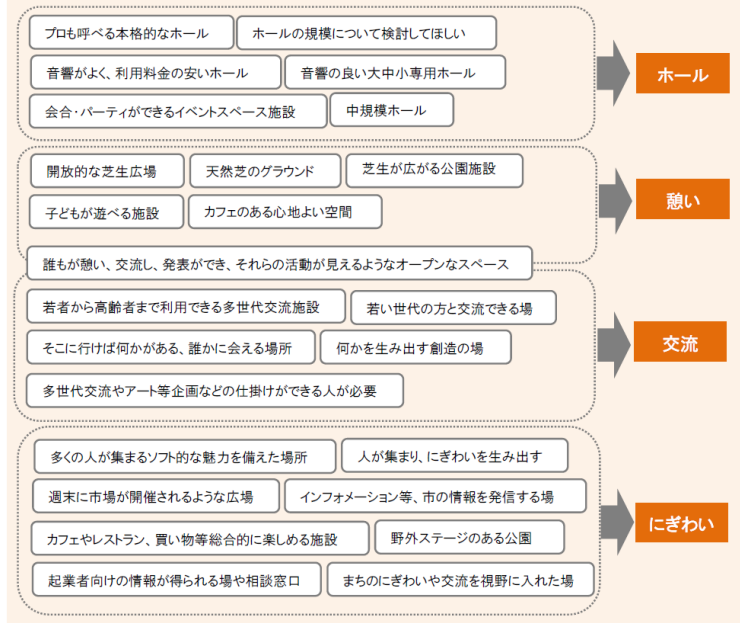 プロも呼べる本格的なホール
ホールの規模について検討してほしい
音響がよく、利用料金の安いホール
音響の良い大中小専用ホール
会合・パーティができるイベントスペース施設
中規模ホール
ホール
開放的な芝生広場
天然芝のグラウンド
芝生が広がる公園施設
子どもが遊べる施設
カフェのある心地よい空間
憩い
誰もが憩い、交流し、発表ができ、それらの活動が見えるようなオープンなスペース
若者から高齢者まで利用できる多世代交流施設
若い世代の方と交流できる場
そこに行けば何かがある、誰かに会える場所
何かを生み出す創造の場
多世代交流やアート等企画などの仕掛けができる人が必要
交流
多くの人が集まるソフト的な魅力を備えた場所
人が集まり、にぎわいを生み出す
週末に市場が開催されるような広場
インフォメーション等、市の情報を発信する場
カフェやレストラン、買い物等総合的に楽しめる施設
野外ステージのある公園
起業者向けの情報が得られる場や相談窓口
まちのにぎわいや交流を視野に入れた場
にぎわい